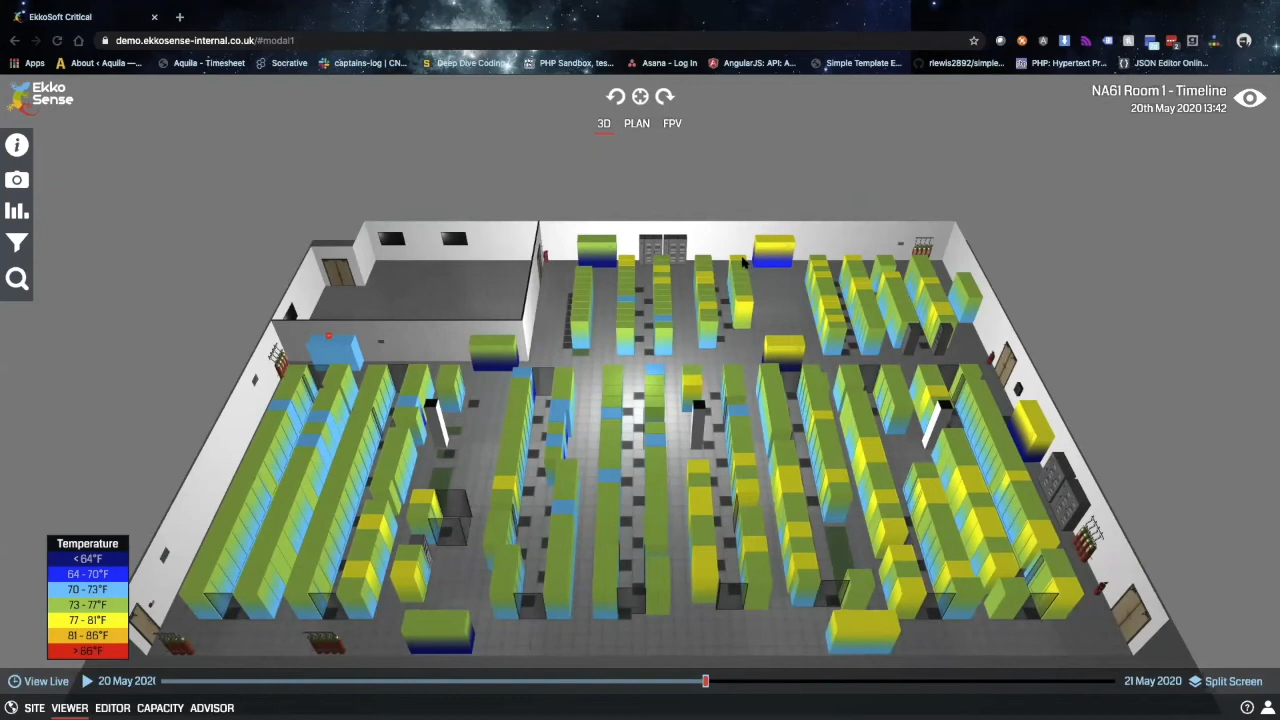 EkkoSoft Critical
demo.ekkosense-internal.co.uk/#modal1
Apps
About — Aquila —...
Aquila - Timesheet
Socrative
captains-log | CN...
Deep Dive Coding...
PHP Sandbox, tes...
Asana - Log In
AngularJS: API: A...
Simple Template E...
rlewis2892/simple...
PHP: Hypertext Pr...
JSON Editor Onlin...
Ekko
Sense
3D PLAN FPV
NA61 Room 1 - Timeline
20th May 2020 13:42
Temperature
< 64°F
64 - 70°F
70 - 73°F
73 - 77°F
77 - 81°F
81 - 86°F
> 86°F
View Live
20 May 202
21 May 2020
Split Screen
SITE VIEWER EDITOR CAPACITY ADVISOR